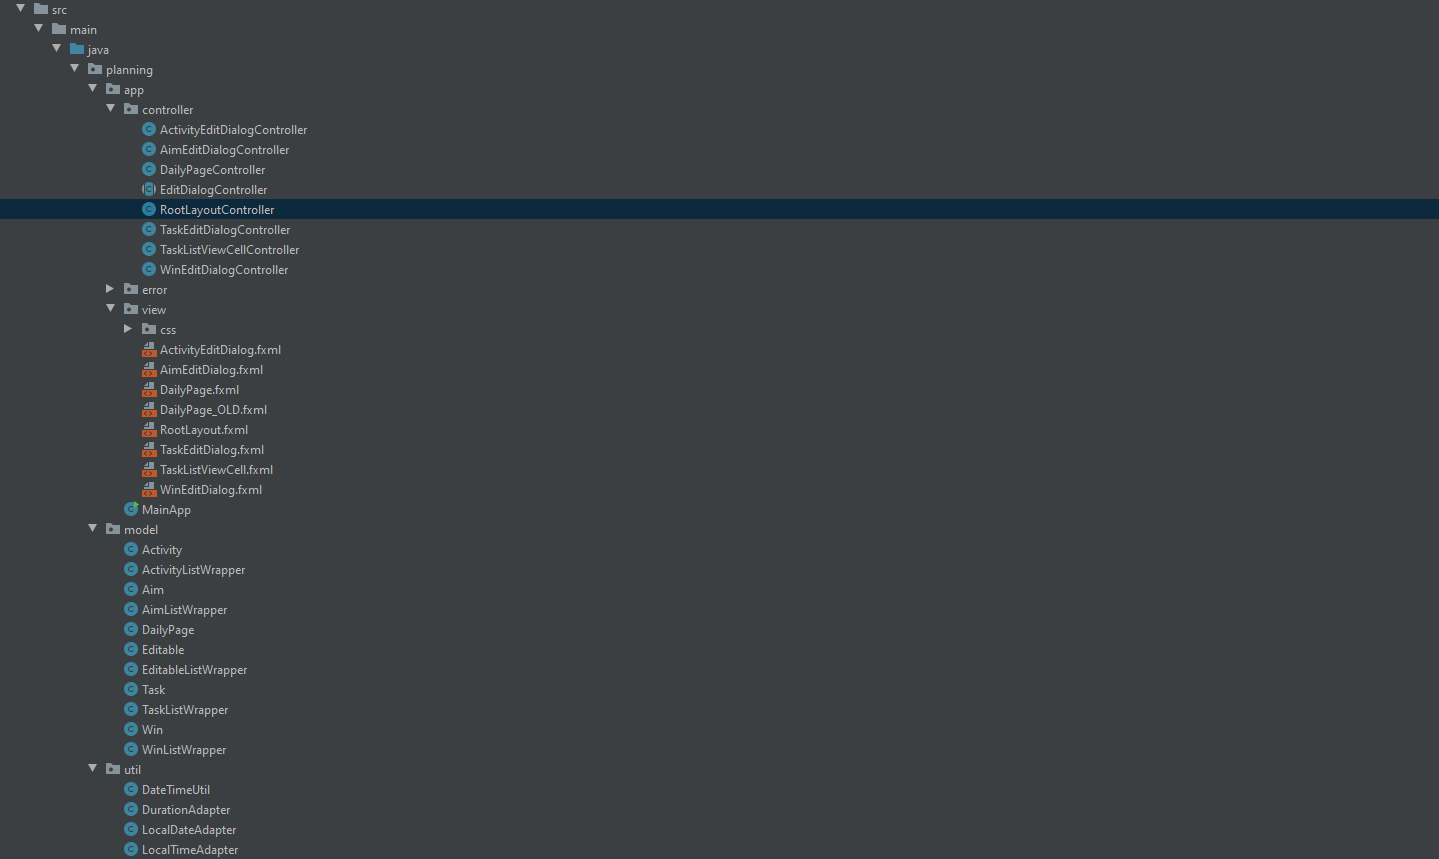 src
main
java
planning
app
controller
ActivityEditDialogController
AimEditDialogController
DailyPageController
EditDialogController
RootLayoutController
TaskEditDialogController
TaskListViewCellController
WinEditDialogController
error
view
css
ActivityEditDialog.fxml
AimEditDialog.fxml
DailyPage.fxml
DailyPage_OLD.fxml
RootLayout.fxml
TaskEditDialog.fxml
TaskListViewCell.fxml
WinEditDialog.fxml
MainApp
model
Activity
ActivityListWrapper
Aim
AimListWrapper
DailyPage
Editable
EditableListWrapper
Task
TaskListWrapper
Win
WinListWrapper
util
DateTimeUtil
DurationAdapter
LocalDateAdapter
LocalTimeAdapter